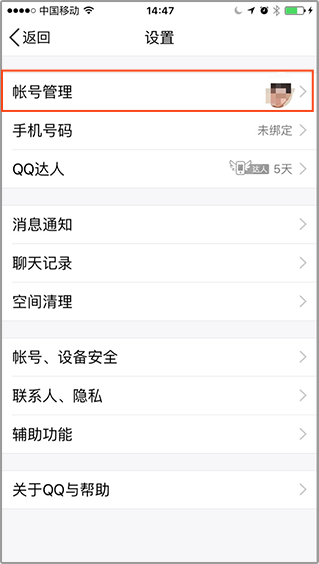 中国移动 14:47
返回 设置
帐号管理
手机号码 未绑定
QQ达人 达人 5天
消息通知
聊天记录
空间清理
帐号、设备安全
联系人、隐私
辅助功能
关于QQ与帮助